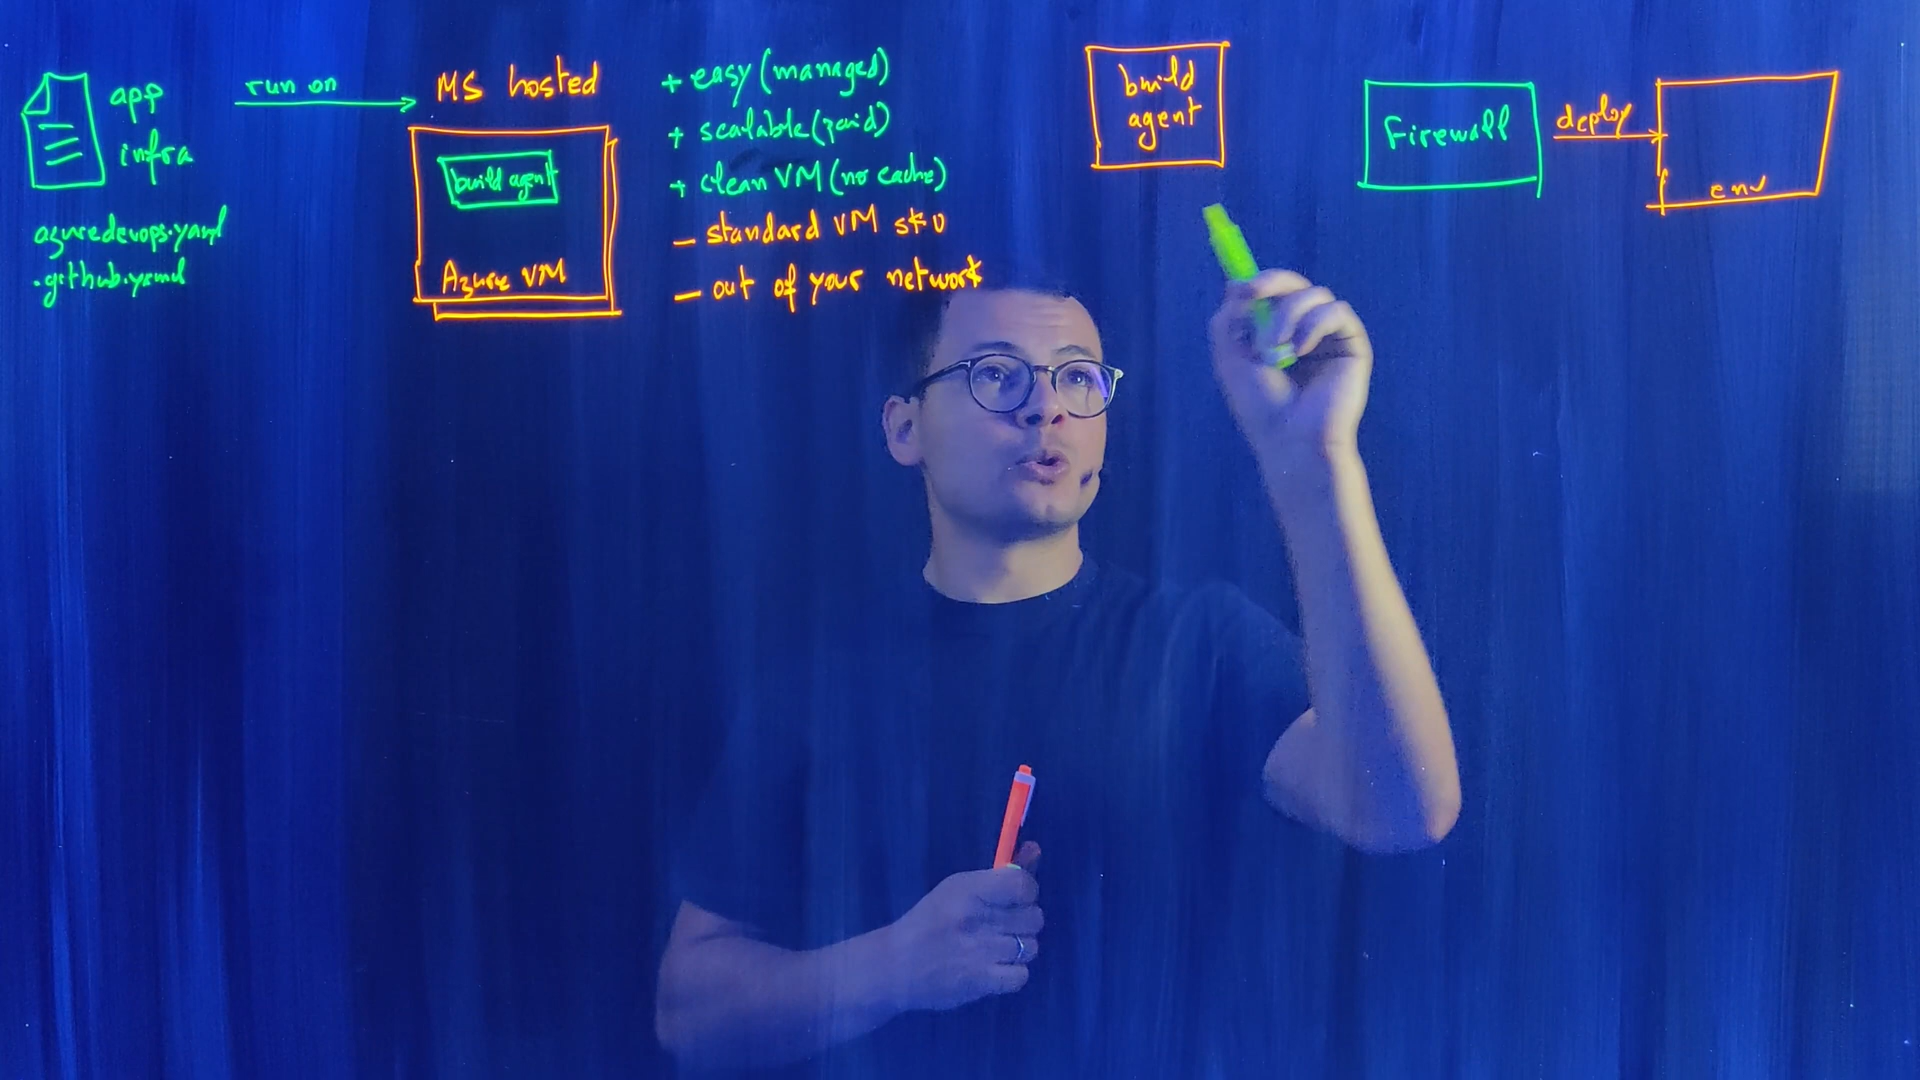 app
infra
azuredevops.yaml
.github.yaml
run on
MS hosted
build agent
Azure VM
+ easy (managed)
+ scalable (paid)
+ clean VM (no cache)
- standard VM sku
- out of your network
build
agent
Firewall
deploy
env